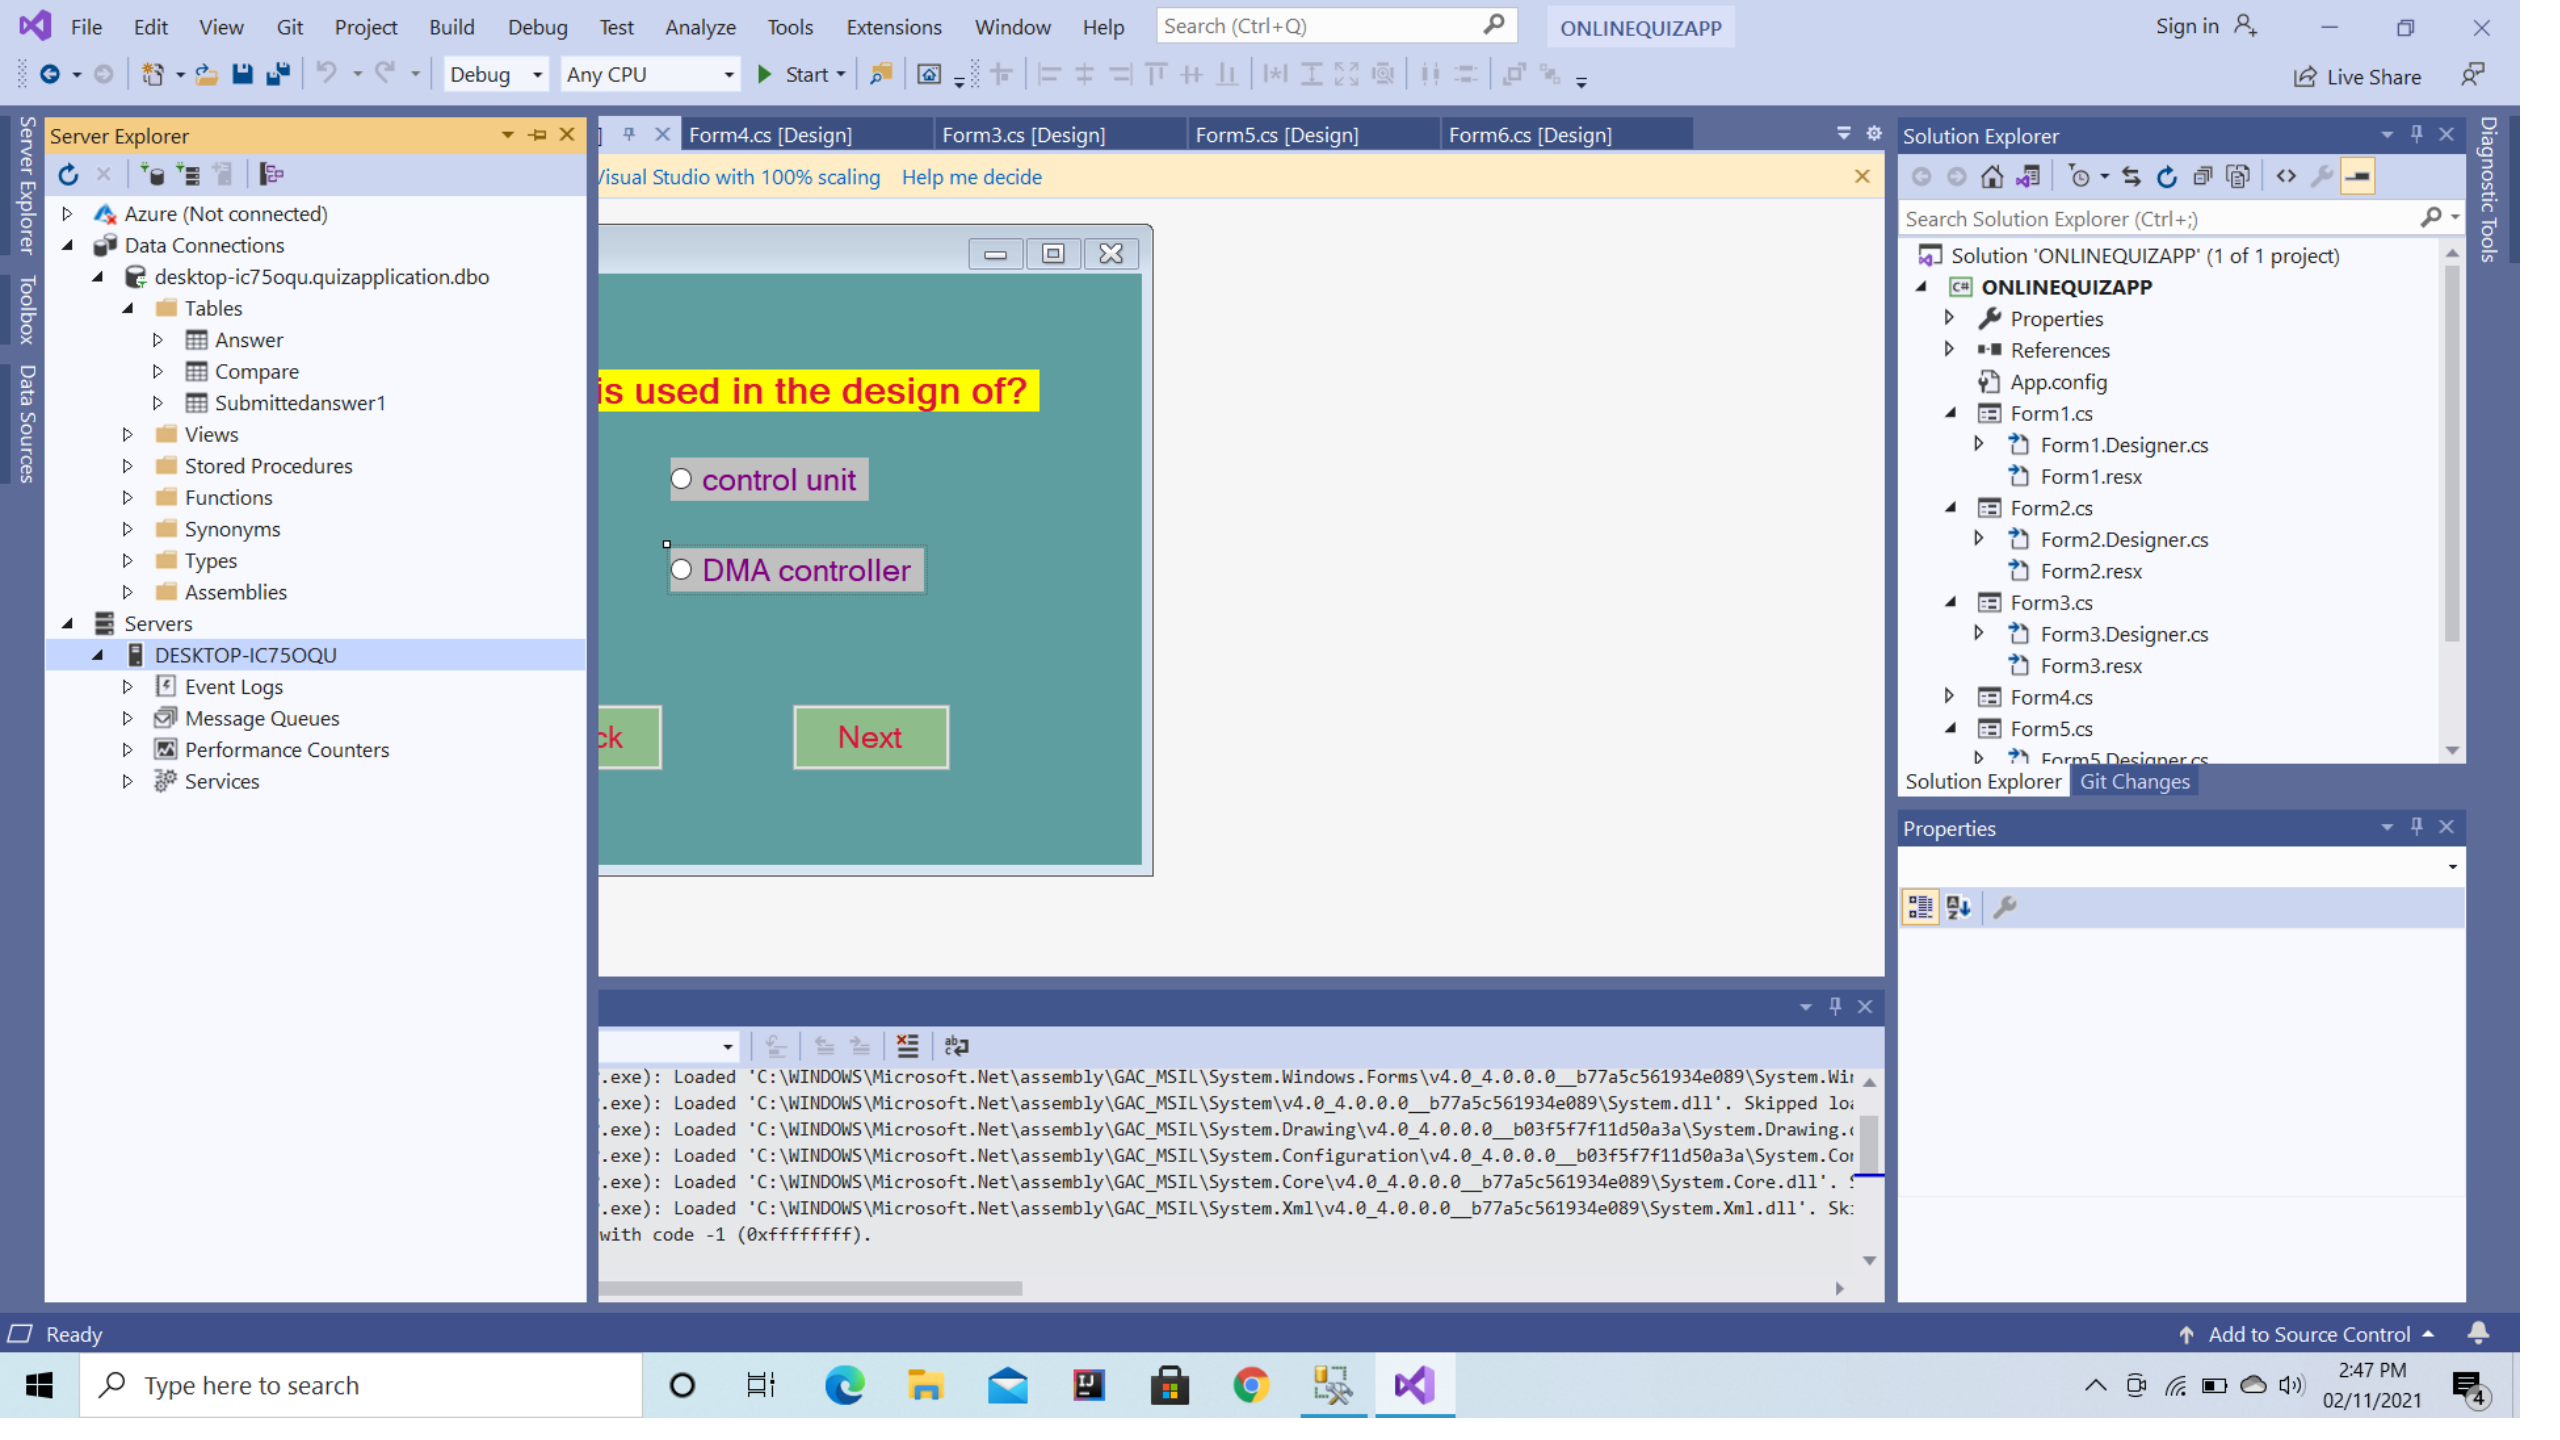 File Edit View Git Project Build Debug Test Analyze Tools Extensions Window Help Search (Ctrl+Q) ONLINEQUIZAPP Sign in
Debug Any CPU Start Live Share
Server Explorer
Toolbox
Data Sources
Server Explorer
Azure (Not connected)
Data Connections
desktop-ic75oqu.quizapplication.dbo
Tables
Answer
Compare
Submittedanswer1
Views
Stored Procedures
Functions
Synonyms
Types
Assemblies
Servers
DESKTOP-IC75OQU
Event Logs
Message Queues
Performance Counters
Services
Form4.cs [Design] Form3.cs [Design] Form5.cs [Design] Form6.cs [Design]
Visual Studio with 100% scaling Help me decide
is used in the design of?
control unit
DMA controller
ck Next
.exe): Loaded 'C:\WINDOWS\Microsoft.Net\assembly\GAC_MSIL\System.Windows.Forms\v4.0_4.0.0.0__b77a5c561934e089\System.Wi
.exe): Loaded 'C:\WINDOWS\Microsoft.Net\assembly\GAC_MSIL\System\v4.0_4.0.0.0__b77a5c561934e089\System.dll'. Skipped loa
.exe): Loaded 'C:\WINDOWS\Microsoft.Net\assembly\GAC_MSIL\System.Drawing\v4.0_4.0.0.0__b03f5f7f11d50a3a\System.Drawing.
.exe): Loaded 'C:\WINDOWS\Microsoft.Net\assembly\GAC_MSIL\System.Configuration\v4.0_4.0.0.0__b03f5f7f11d50a3a\System.Co
.exe): Loaded 'C:\WINDOWS\Microsoft.Net\assembly\GAC_MSIL\System.Core\v4.0_4.0.0.0__b77a5c561934e089\System.Core.dll'.
.exe): Loaded 'C:\WINDOWS\Microsoft.Net\assembly\GAC_MSIL\System.Xml\v4.0_4.0.0.0__b77a5c561934e089\System.Xml.dll'. Sk
with code -1 (0xffffffff).
Solution Explorer
Search Solution Explorer (Ctrl+;)
Solution 'ONLINEQUIZAPP' (1 of 1 project)
ONLINEQUIZAPP
Properties
References
App.config
Form1.cs
Form1.Designer.cs
Form1.resx
Form2.cs
Form2.Designer.cs
Form2.resx
Form3.cs
Form3.Designer.cs
Form3.resx
Form4.cs
Form5.cs
Form5.Designer.cs
Solution Explorer Git Changes
Properties
Diagnostic Tools
Ready Add to Source Control
Type here to search
2:47 PM
02/11/2021
4